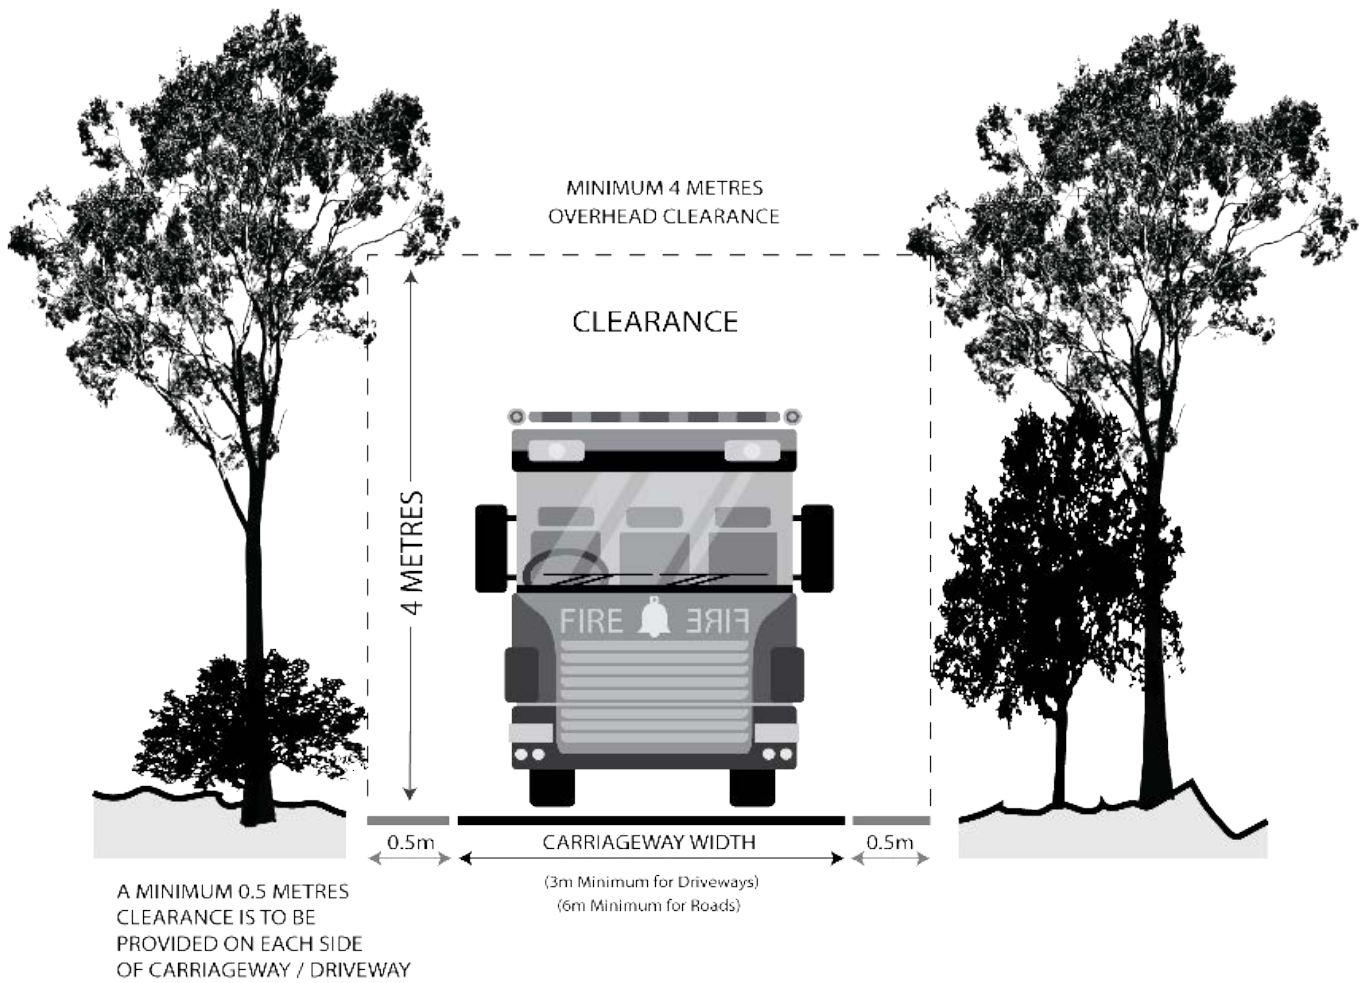 MINIMUM 4 METRES
OVERHEAD CLEARANCE
CLEARANCE
4 METRES
FIRE FIRE
0.5m
CARRIAGEWAY WIDTH
0.5m
(3m Minimum for Driveways)
(6m Minimum for Roads)
A MINIMUM 0.5 METRES
CLEARANCE IS TO BE
PROVIDED ON EACH SIDE
OF CARRIAGEWAY / DRIVEWAY